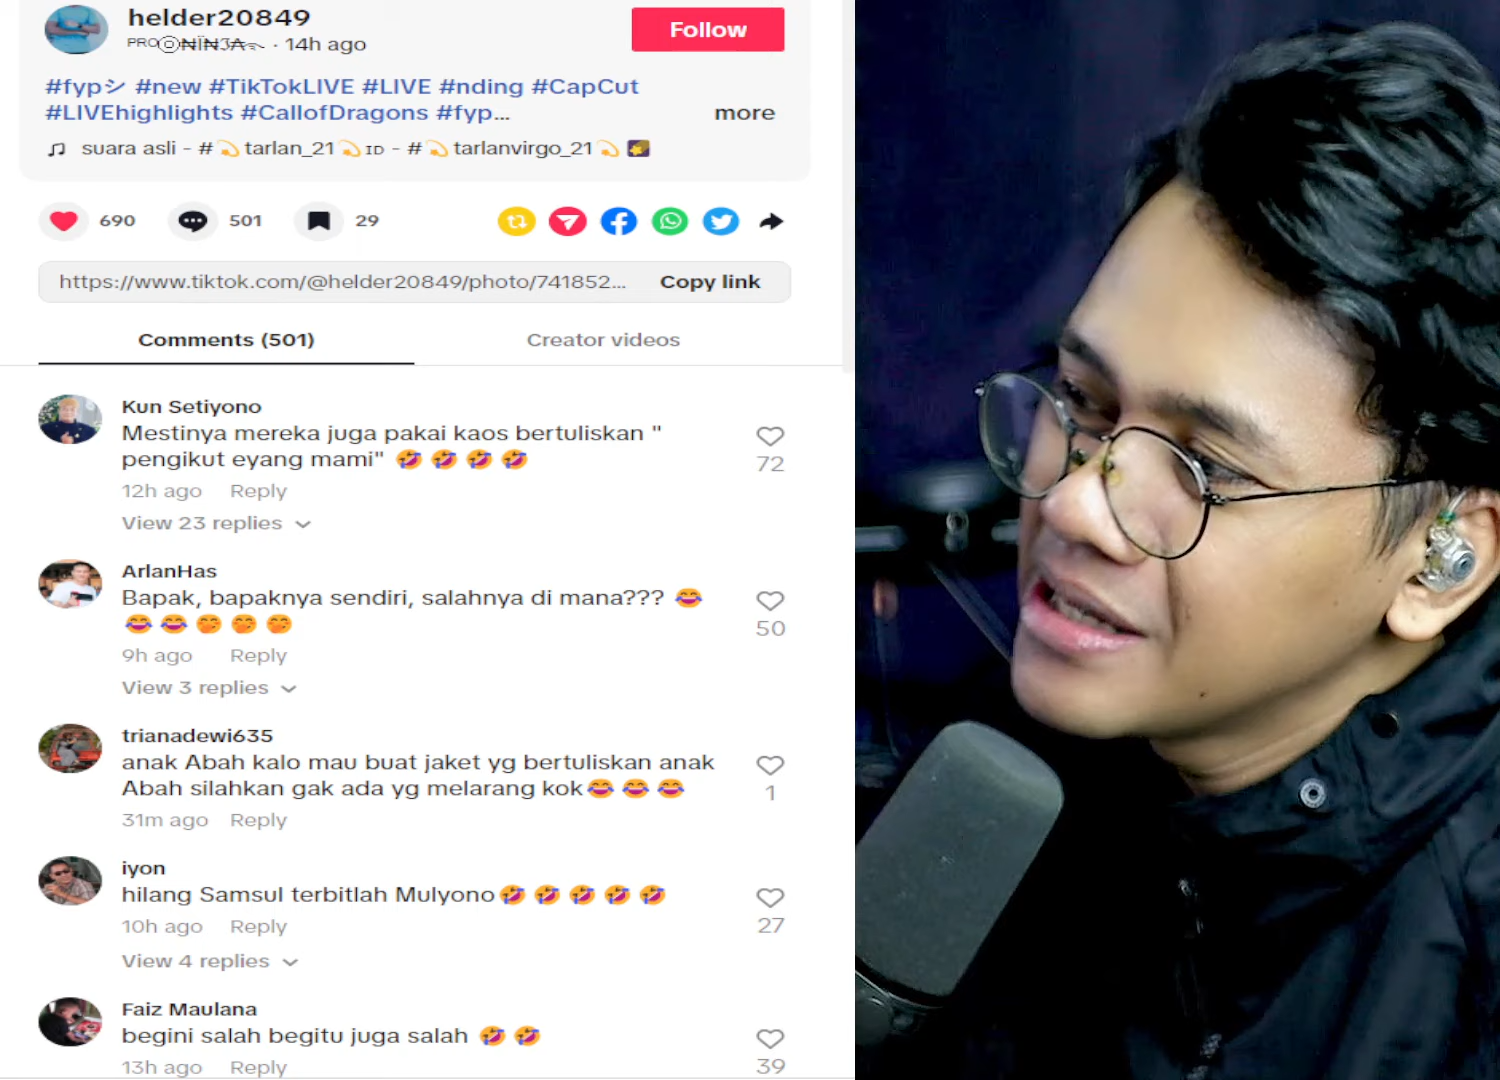 helder20849
Follow
· 14h ago
#fypシ #new #TikTokLIVE #LIVE #nding #CapCut
#LIVEhighlights #CallofDragons #fyp... more
suara asli - #💫tarlan_21💫ɪᴅ - #💫tarlanvirgo_21💫
690 501 29
https://www.tiktok.com/@helder20849/photo/741852... Copy link
Comments (501) Creator videos
Kun Setiyono
Mestinya mereka juga pakai kaos bertuliskan "
pengikut eyang mami" 🤣🤣🤣🤣
72
12h ago Reply
View 23 replies
ArlanHas
Bapak, bapaknya sendiri, salahnya di mana??? 😂
😂😂🤭🤭🤭
50
9h ago Reply
View 3 replies
trianadewi635
anak Abah kalo mau buat jaket yg bertuliskan anak
Abah silahkan gak ada yg melarang kok😂😂😂
1
31m ago Reply
iyon
hilang Samsul terbitlah Mulyono🤣🤣🤣🤣🤣
27
10h ago Reply
View 4 replies
Faiz Maulana
begini salah begitu juga salah 🤣🤣
39
13h ago Reply